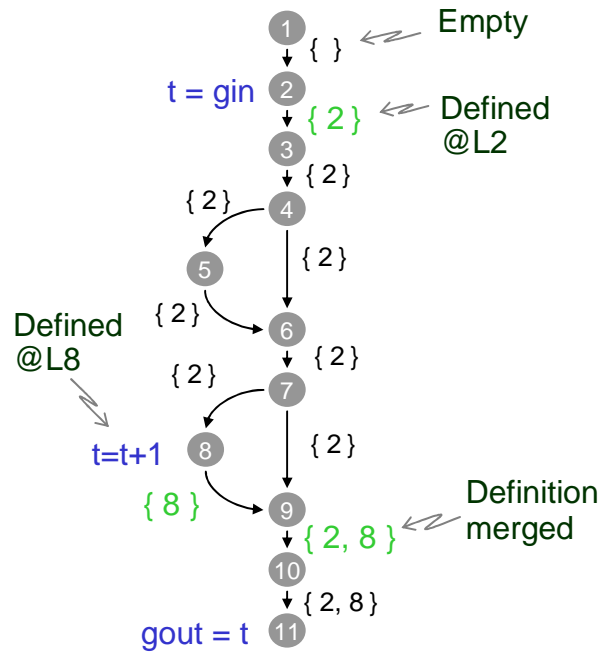 1
{ }
Empty
t = gin
2
{ 2 }
Defined
@L2
3
{ 2 }
{ 2 }
4
5
{ 2 }
{ 2 }
6
Defined
@L8
{ 2 }
{ 2 }
7
t=t+1
8
{ 2 }
{ 8 }
9
Definition
merged
{ 2, 8 }
10
{ 2, 8 }
gout = t
11